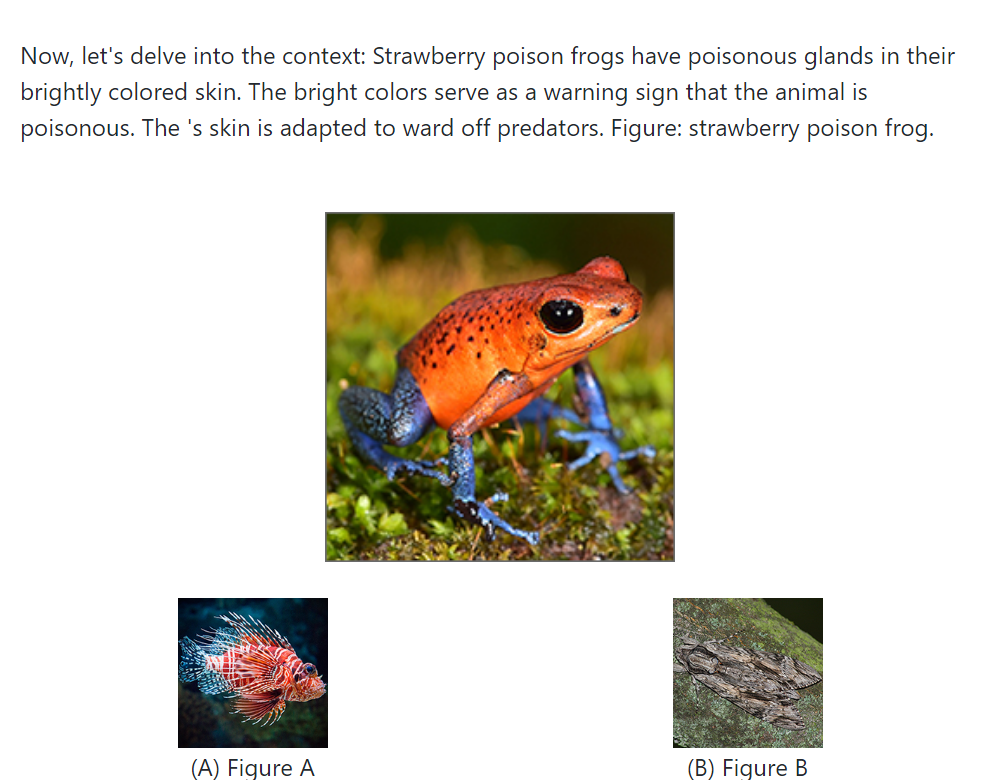 Now, let's delve into the context: Strawberry poison frogs have poisonous glands in their
brightly colored skin. The bright colors serve as a warning sign that the animal is
poisonous. The 's skin is adapted to ward off predators. Figure: strawberry poison frog.
(A) Figure A
(B) Figure B